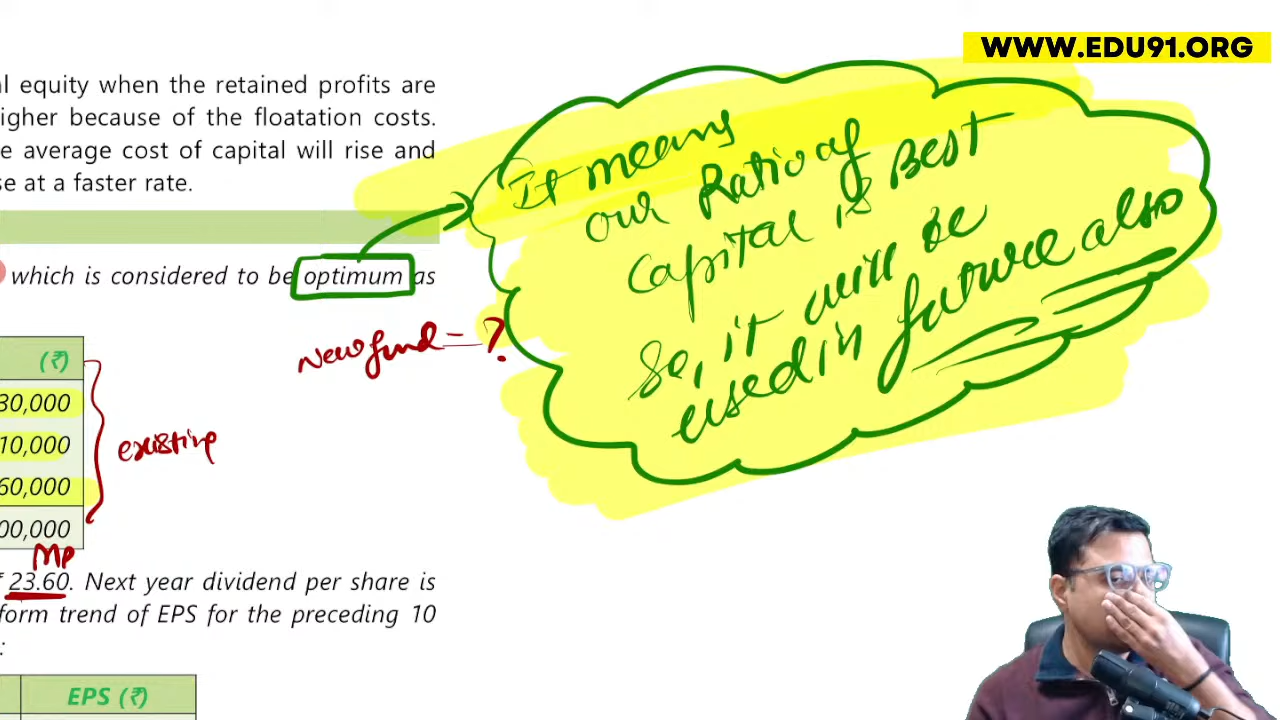 WWW.EDU91.ORG
al equity when the retained profits are
igher because of the floatation costs.
e average cost of capital will rise and
se at a faster rate.
It means
our Ratio of
Capital is Best
So, it will be
used in future also
which is considered to be optimum as
New fund - ?
(₹)
30,000
10,000
60,000
00,000
existing
MP
f 23.60. Next year dividend per share is
form trend of EPS for the preceding 10
:
EPS (₹)